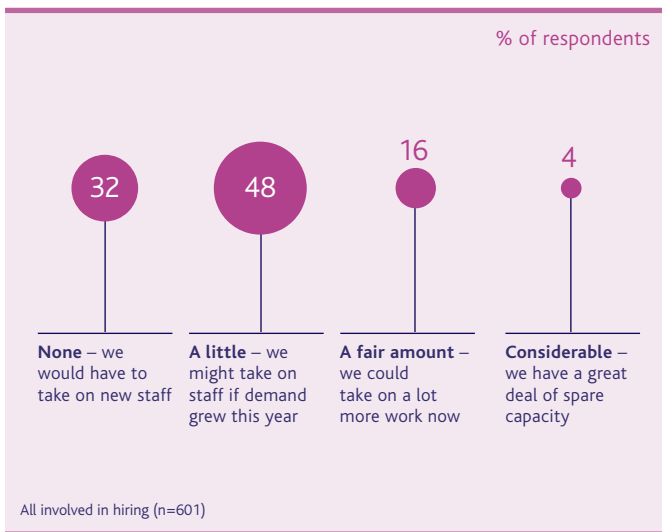 % of respondents
32
48
16
4
None – we
would have to
take on new staff
A little – we
might take on
staff if demand
grew this year
A fair amount –
we could
take on a lot
more work now
Considerable –
we have a great
deal of spare
capacity
All involved in hiring (n=601)